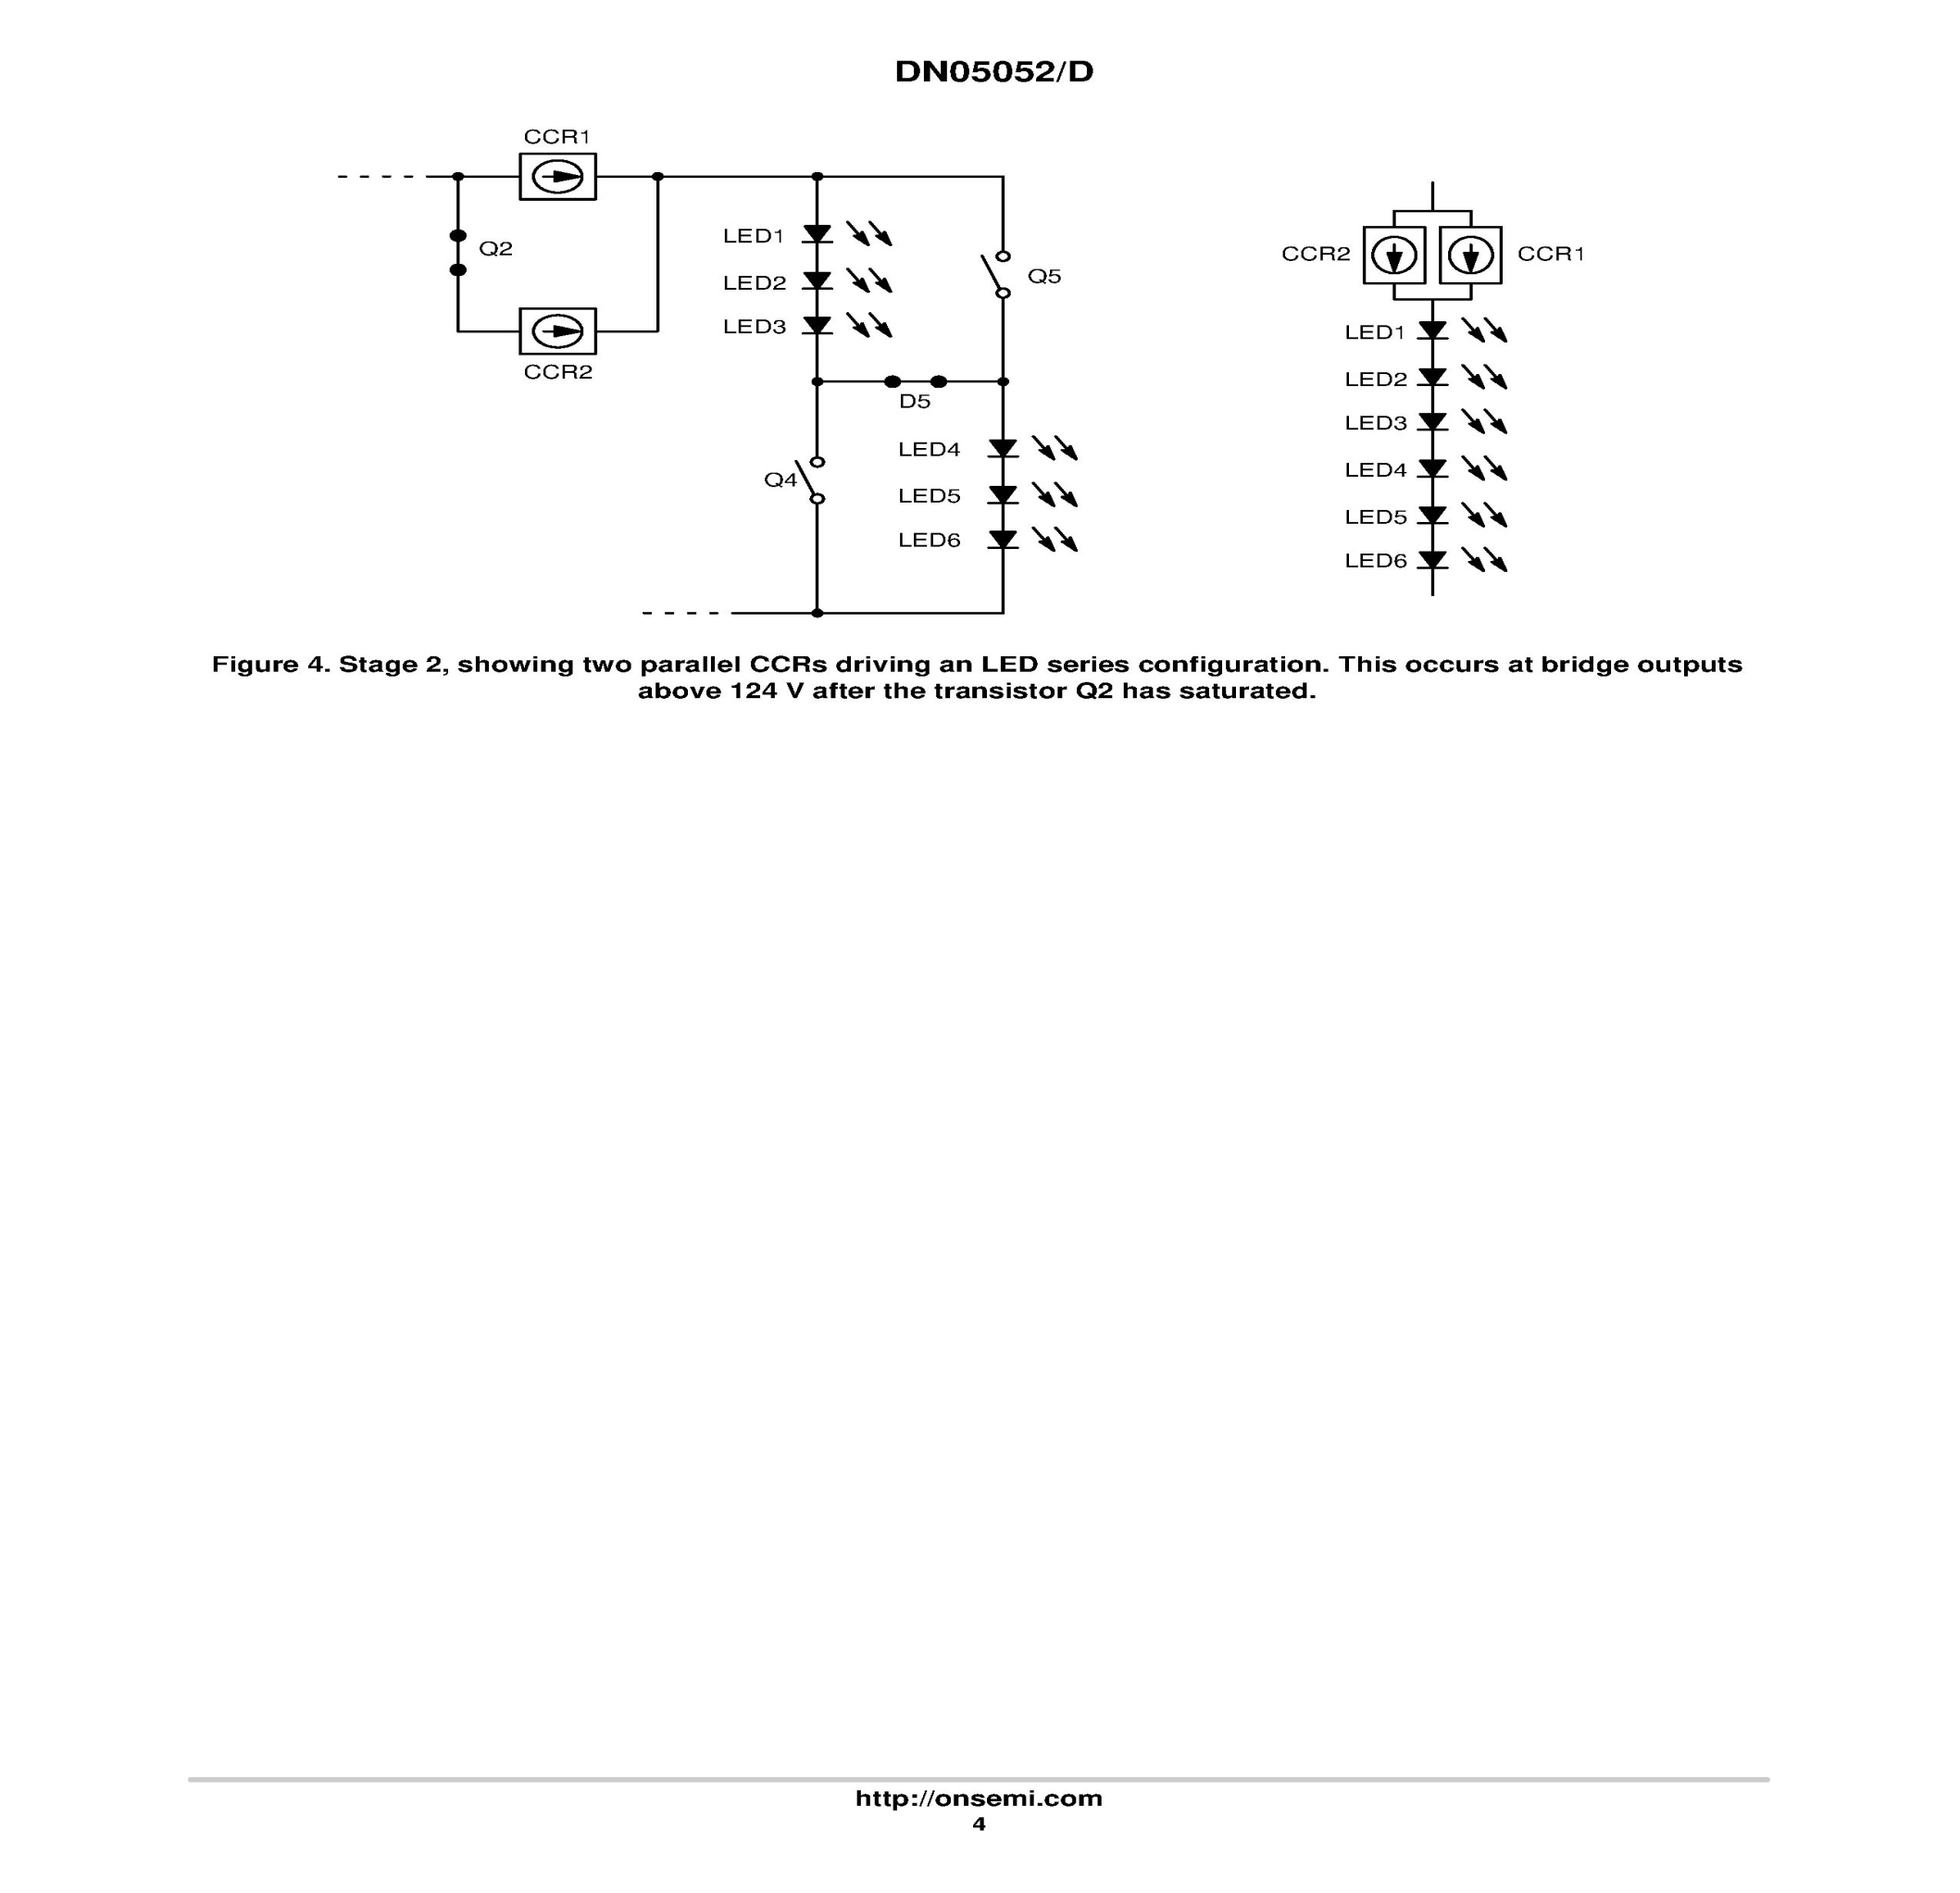 DN05052/D
CCR1
Q2
CCR2
LED1
LED2
LED3
Q5
D5
Q4
LED4
LED5
LED6
CCR2
CCR1
LED1
LED2
LED3
LED4
LED5
LED6
Figure 4. Stage 2, showing two parallel CCRs driving an LED series configuration. This occurs at bridge outputs
above 124 V after the transistor Q2 has saturated.
http://onsemi.com
4